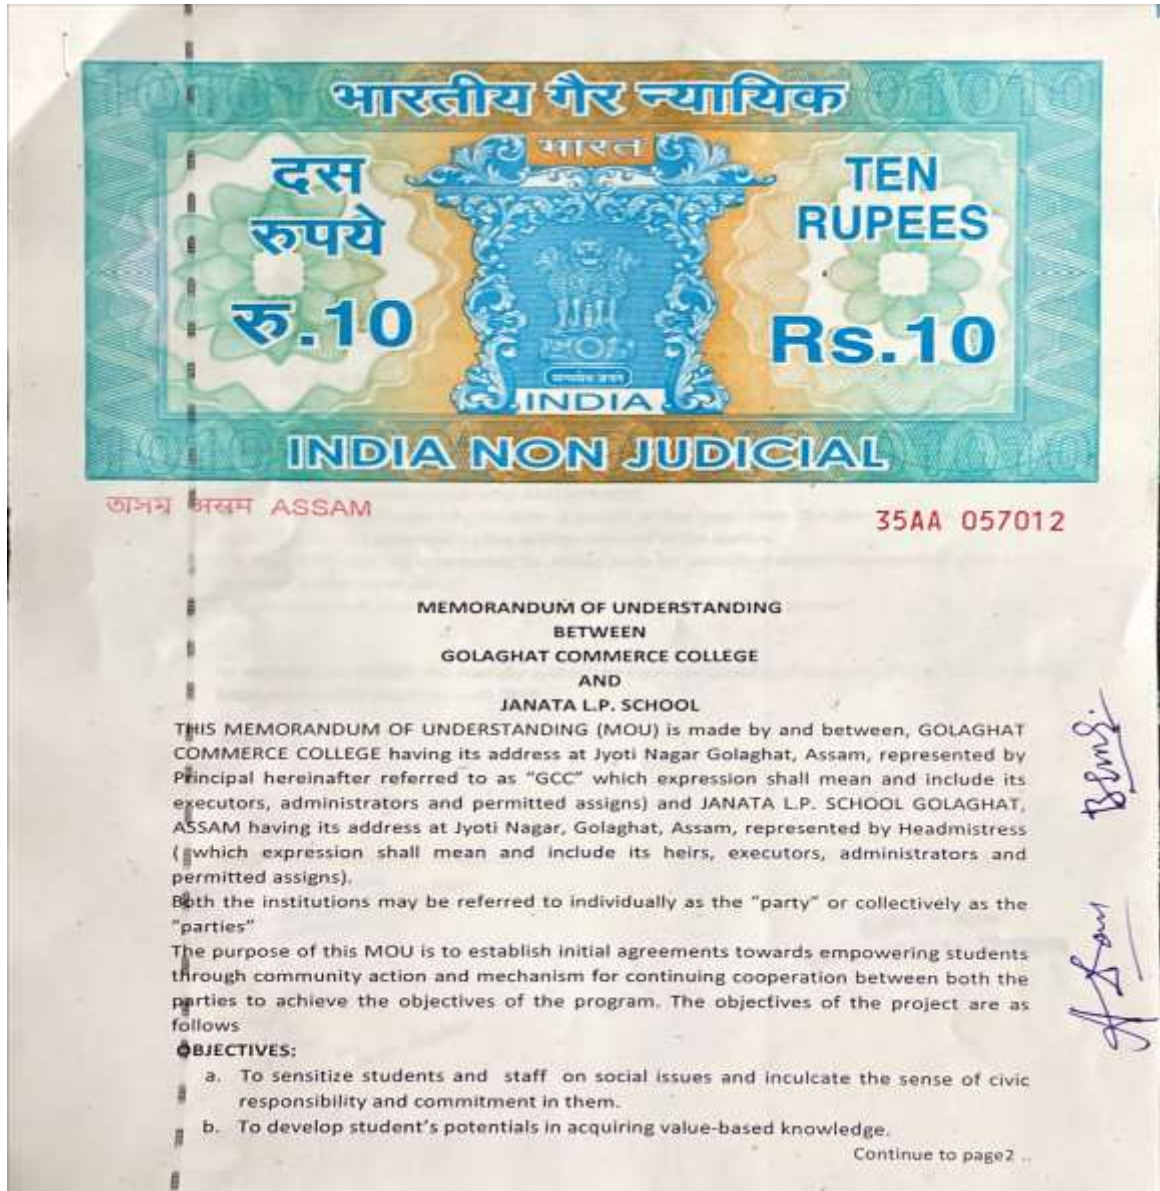 भारतीय गैर न्यायिक
भारत
दस
रुपये
रु.10
TEN
RUPEES
Rs.10
सत्यमेव जयते
INDIA
INDIA NON JUDICIAL
অসম असम ASSAM
35AA 057012
MEMORANDUM OF UNDERSTANDING
BETWEEN
GOLAGHAT COMMERCE COLLEGE
AND
JANATA L.P. SCHOOL
THIS MEMORANDUM OF UNDERSTANDING (MOU) is made by and between, GOLAGHAT
COMMERCE COLLEGE having its address at Jyoti Nagar Golaghat, Assam, represented by
Principal hereinafter referred to as “GCC” which expression shall mean and include its
executors, administrators and permitted assigns) and JANATA L.P. SCHOOL GOLAGHAT,
ASSAM having its address at Jyoti Nagar, Golaghat, Assam, represented by Headmistress
( which expression shall mean and include its heirs, executors, administrators and
permitted assigns).
Both the institutions may be referred to individually as the “party” or collectively as the
“parties”
The purpose of this MOU is to establish initial agreements towards empowering students
through community action and mechanism for continuing cooperation between both the
parties to achieve the objectives of the program. The objectives of the project are as
follows
OBJECTIVES:
a. To sensitize students and staff on social issues and inculcate the sense of civic
responsibility and commitment in them.
b. To develop student’s potentials in acquiring value-based knowledge.
Continue to page2 ..